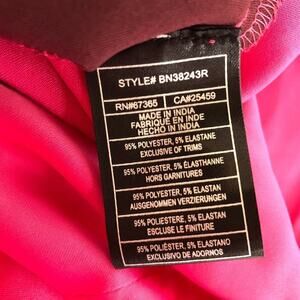 STYLE# BN38243R
RN#67365 CA#25459
MADE IN INDIA
FABRIQUÉ EN INDE
HECHO IN INDIA
95% POLYESTER, 5% ELASTANE
EXCLUSIVE OF TRIMS
95% POLYESTER, 5% ÉLASTHANNE
HORS GARNITURES
95% POLYESTER, 5% ELASTAN
AUSGENOMMEN VERZIERUNGEN
95% POLIESTERE, 5% ELASTAN
ESCLUSE LE FINITURE
95% POLIÉSTER, 5% ELASTANO
EXCLUSIVO DE ADORNOS